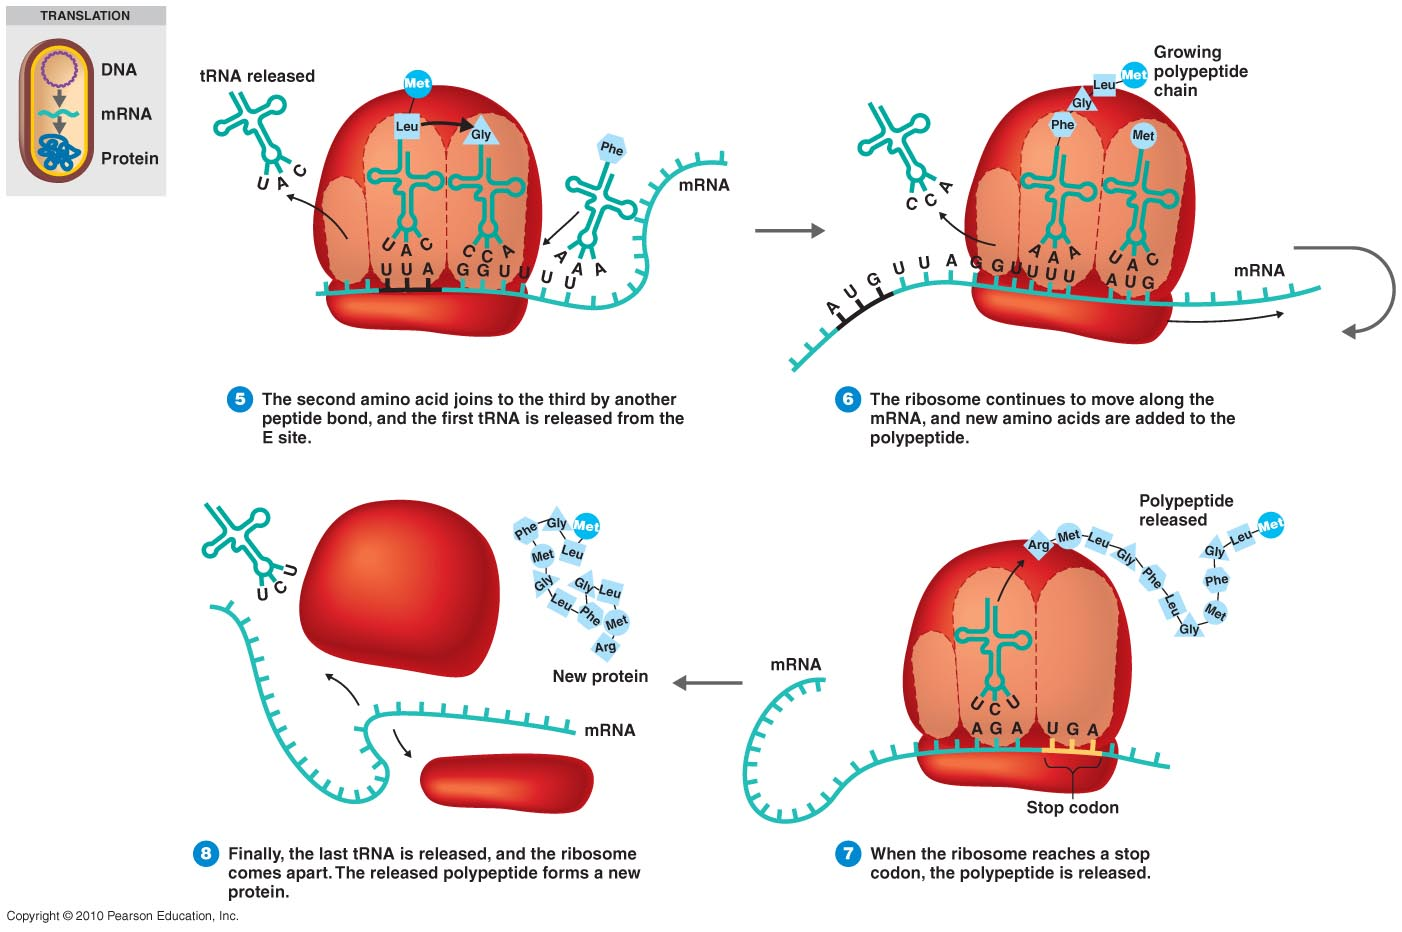 TRANSLATION
DNA
mRNA
Protein
tRNA released
Met
Leu
Gly
Phe
mRNA
U A C
U A C
C C A
A A A
U U A G G U U U U
5 The second amino acid joins to the third by another
peptide bond, and the first tRNA is released from the
E site.
Growing
polypeptide
chain
Met
Leu
Gly
Phe
Met
C C A
A A A
U A C
A U G U U A G G U U U U A U G
mRNA
6 The ribosome continues to move along the
mRNA, and new amino acids are added to the
polypeptide.
Polypeptide
released
Arg Met Leu Gly Phe Leu Gly Met Phe Gly Leu Met
mRNA
U C U
A G A U G A
Stop codon
7 When the ribosome reaches a stop
codon, the polypeptide is released.
U C U
Phe Gly Met
Met Leu
Gly Gly Leu
Leu Phe Met
Arg
New protein
mRNA
8 Finally, the last tRNA is released, and the ribosome
comes apart. The released polypeptide forms a new
protein.
Copyright © 2010 Pearson Education, Inc.